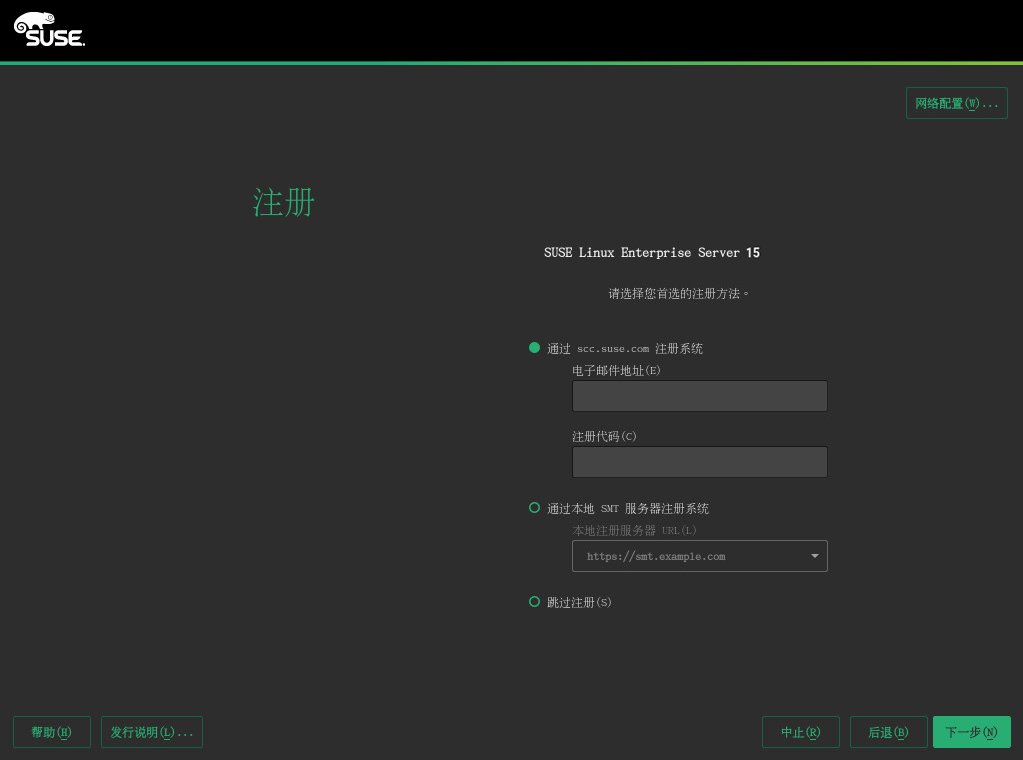 SUSE
网络配置(W)...
注册
SUSE Linux Enterprise Server 15
请选择您首选的注册方法。
通过 scc.suse.com 注册系统
电子邮件地址(E)
注册代码(C)
通过本地 SMT 服务器注册系统
本地注册服务器 URL(L)
https://smt.example.com
跳过注册(S)
帮助(H) 发行说明(L)... 中止(R) 后退(B) 下一步(N)